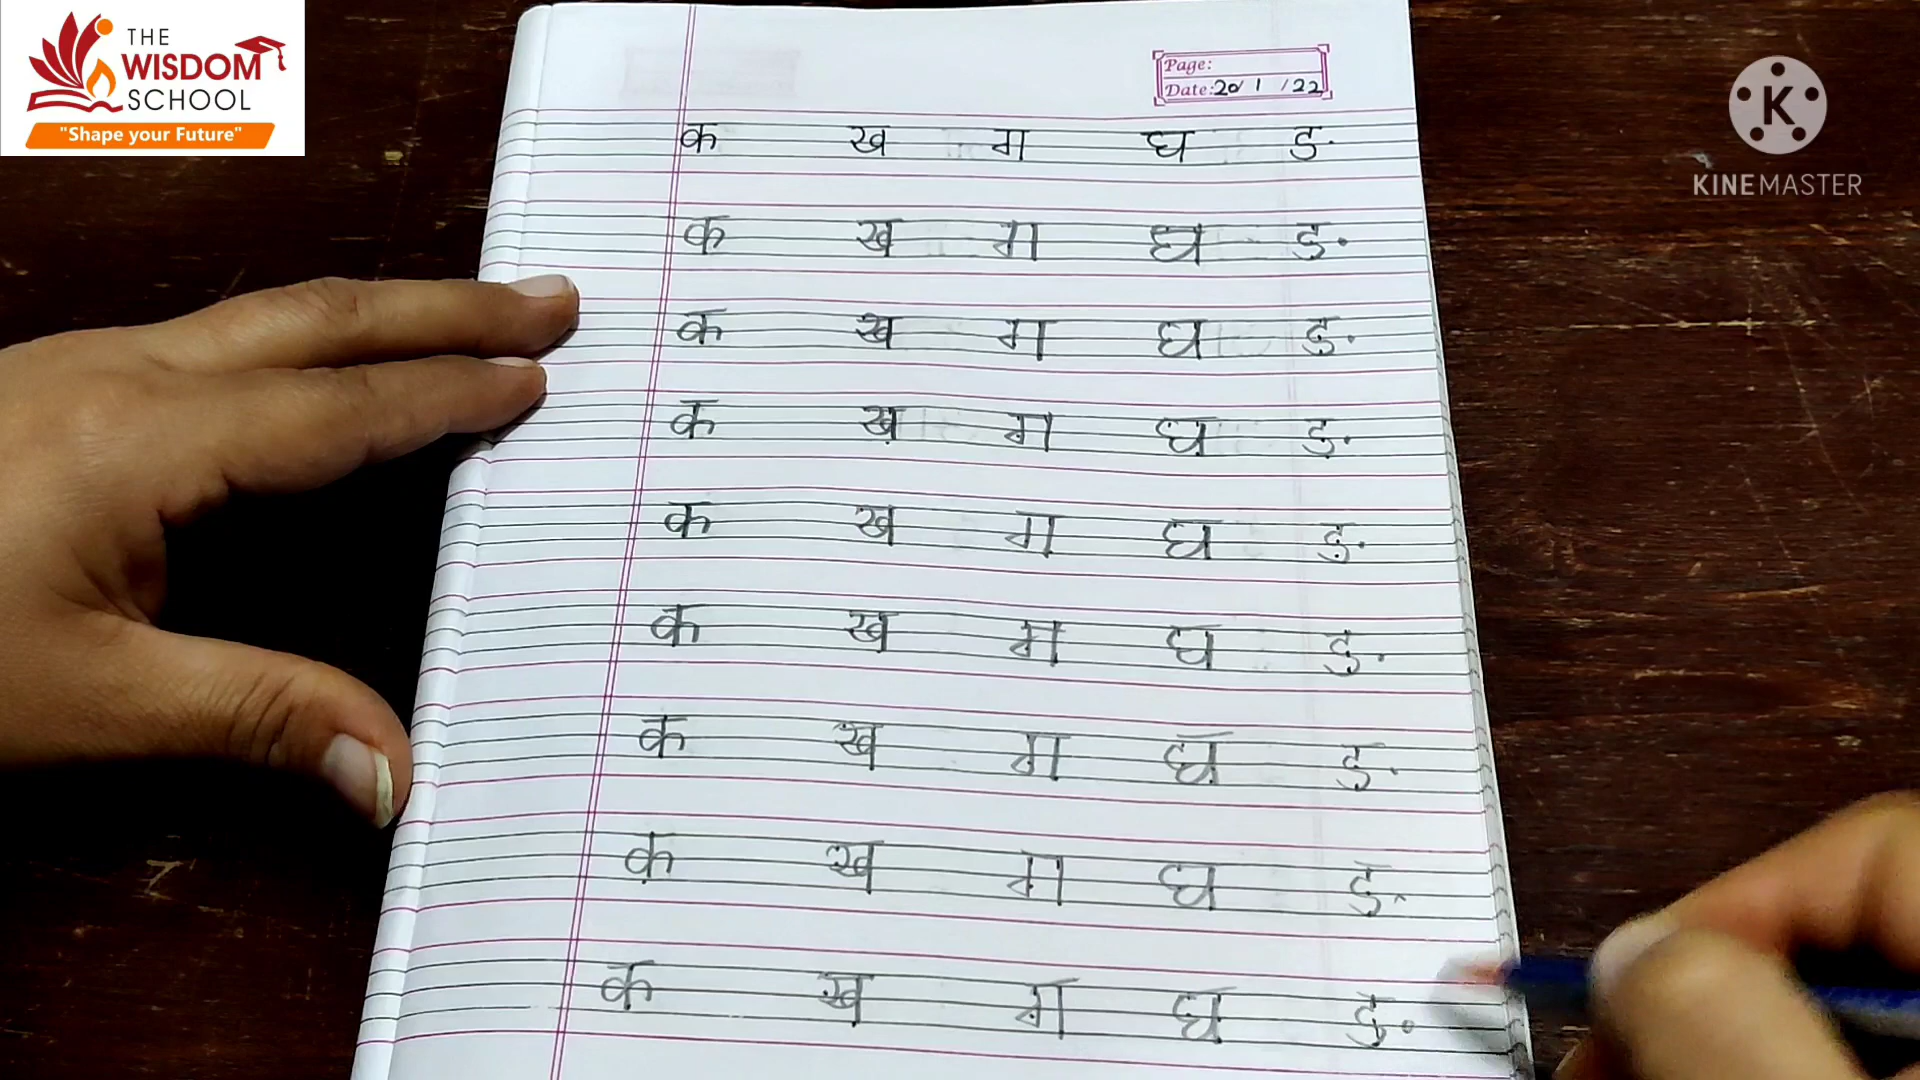 THE
WISDOM
SCHOOL
"Shape your Future"
Page:
Date: 20/1/22
K
KINEMASTER
क ख ग घ ङ
क ख ग घ ङ
क ख ग घ ङ
क ख ग घ ङ
क ख ग घ ङ
क ख ग घ ङ
क ख ग घ ङ
क ख ग घ ङ
क ख ग घ ङ